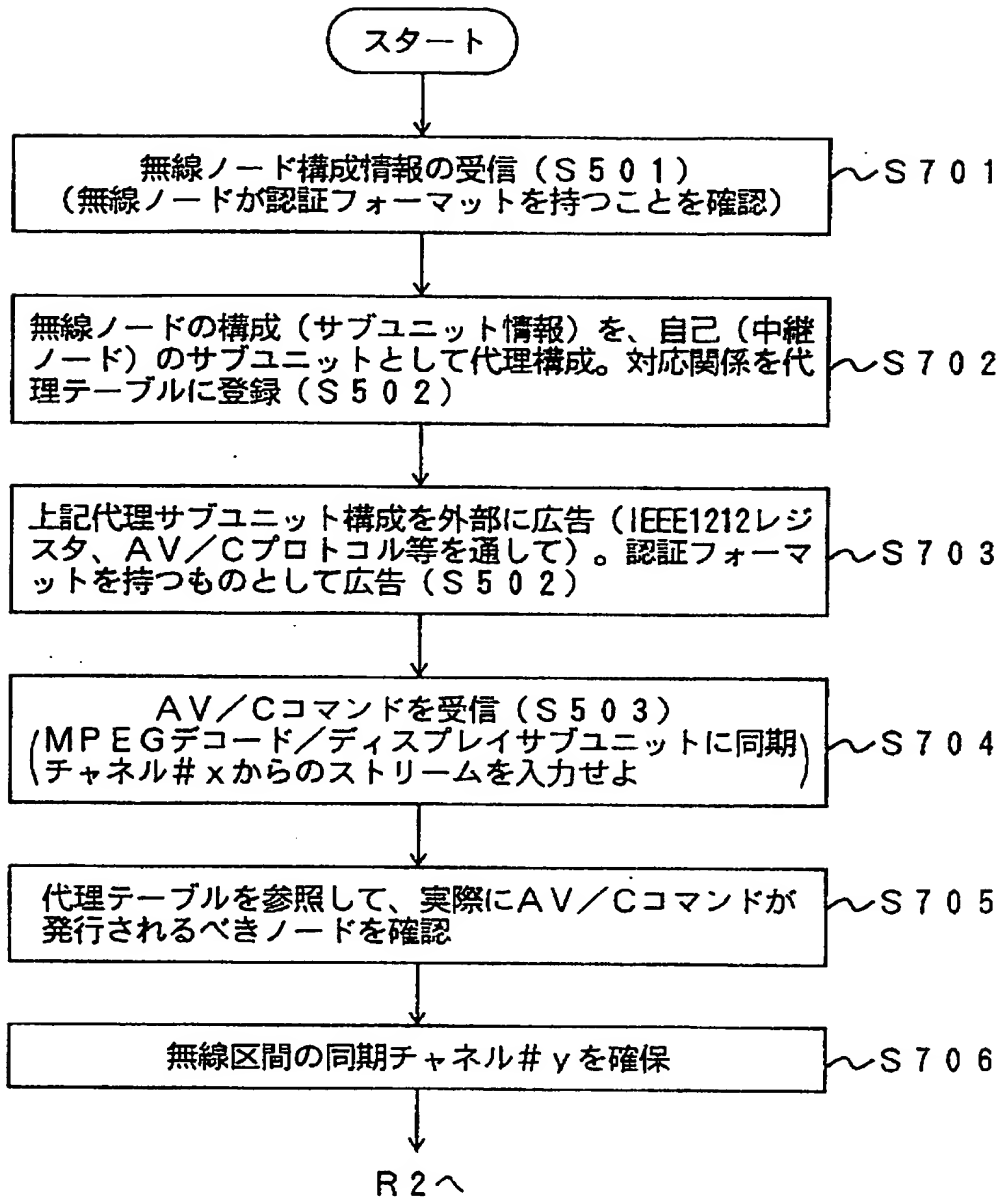 スタート
無線ノード構成情報の受信(S501)
(無線ノードが認証フォーマットを持つことを確認)
S701
無線ノードの構成(サブユニット情報)を、自己(中継
ノード)のサブユニットとして代理構成。対応関係を代
理テーブルに登録(S502)
S702
上記代理サブユニット構成を外部に広告(IEEE1212レジ
スタ、AV/Cプロトコル等を通して)。認証フォーマ
ットを持つものとして広告(S502)
S703
AV/Cコマンドを受信(S503)
(MPEGデコード/ディスプレイサブユニットに同期
チャネル#xからのストリームを入力せよ)
S704
代理テーブルを参照して、実際にAV/Cコマンドが
発行されるべきノードを確認
S705
無線区間の同期チャネル#yを確保
S706
R2へ